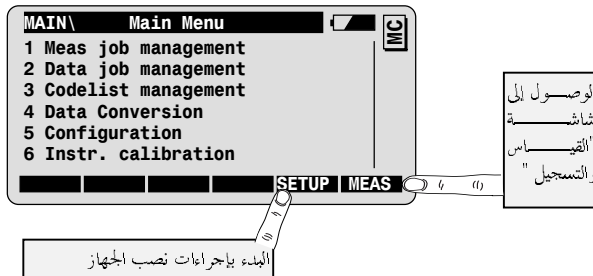 MAIN\ Main Menu
MC
1 Meas job management
2 Data job management
3 Codelist management
4 Data Conversion
5 Configuration
6 Instr. calibration
SETUP MEAS
لوصول إلى
شاشة
"القياس
والتسجيل "
البدء بإجراءات نصب الجهاز